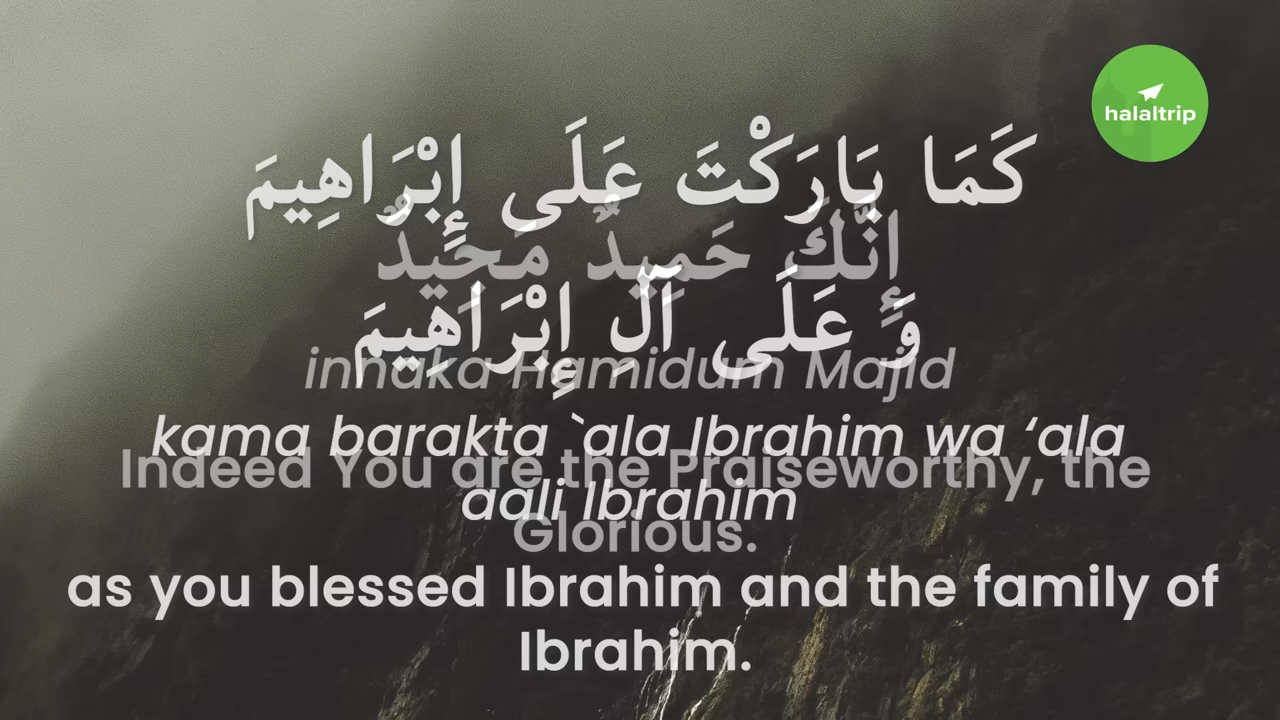 halaltrip
كَمَا بَارَكْتَ عَلَى إِبْرَاهِيمَ
إِنَّكَ حَمِيدٌ مَجِيدٌ
وَ عَلَى آلِ إِبْرَاهِيمَ
innaka Hamidum Majid
kama barakta `ala Ibrahim wa ‘ala
Indeed You are the Praiseworthy, the
aali Ibrahim
Glorious.
as you blessed Ibrahim and the family of
Ibrahim.